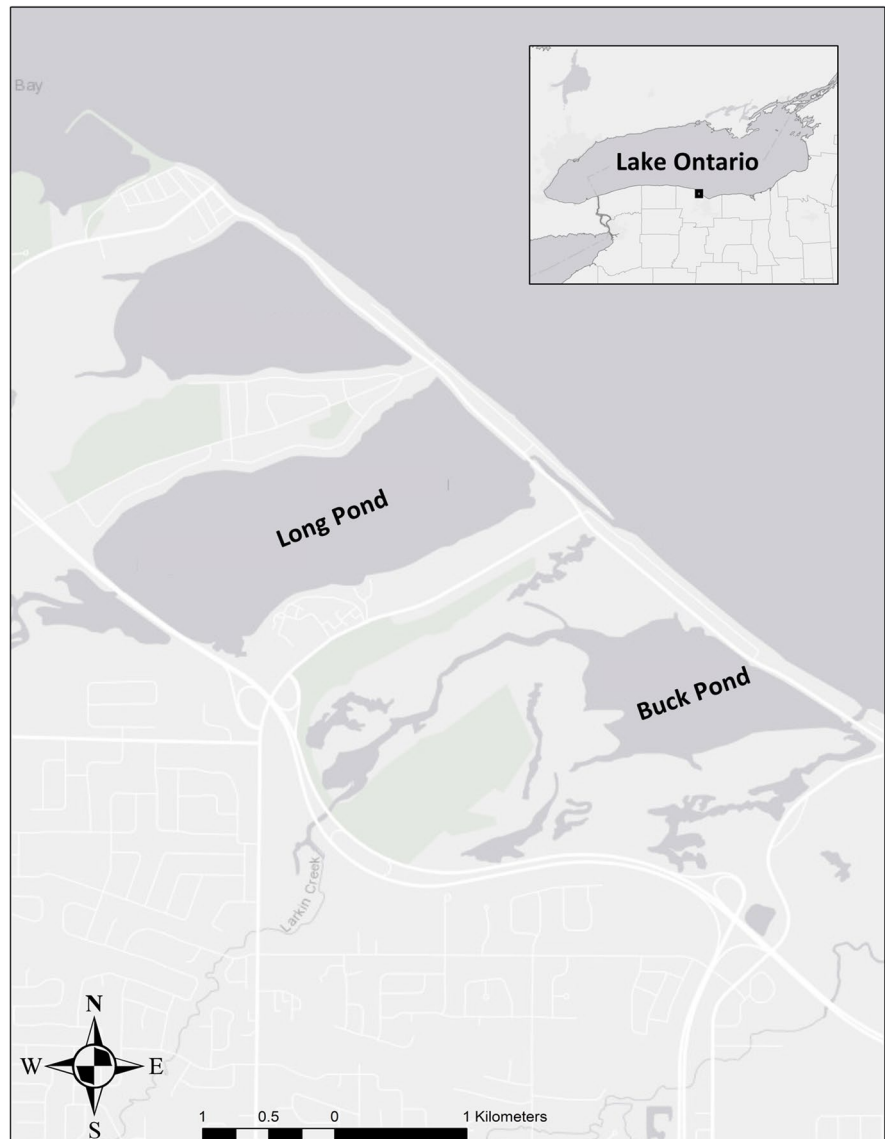 Bay
Lake Ontario
Long Pond
Buck Pond
Larkin Creek
N
W E
S
1 0.5 0 1 Kilometers